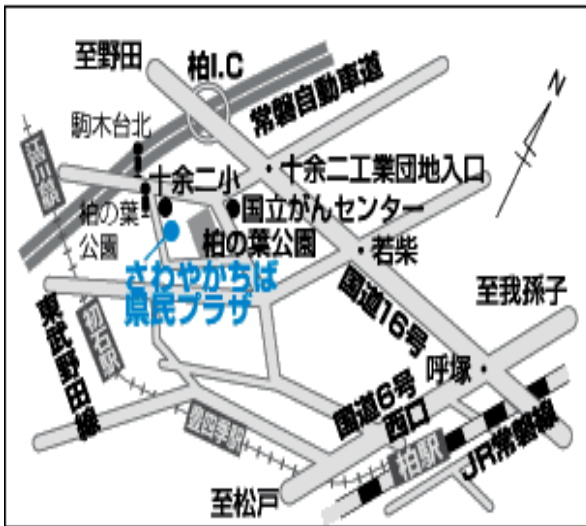 至野田
柏I.C
常磐自動車道
N
駒木台北
江戸川台駅
十余二小
十余二工業団地入口
柏の葉
公園
国立がんセンター
柏の葉公園
若柴
さわやかちば
県民プラザ
国道16号
至我孫子
初石駅
東武野田線
国道6号
呼塚
西口
豊四季駅
柏駅
JR常磐線
至松戸